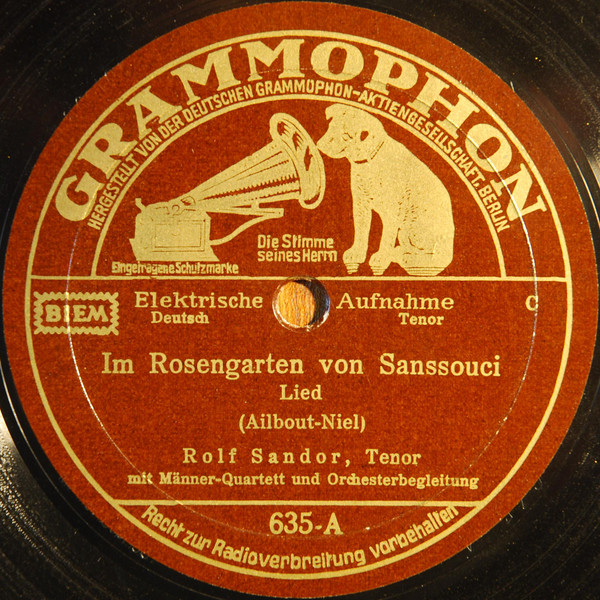 GRAMMOPHON
HERGESTELLT VON DER DEUTSCHEN GRAMMOPHON-AKTIENGESELLSCHAFT. BERLIN
Die Stimme
seines Herrn
Eingetragene Schutzmarke
BIEM
Elektrische Aufnahme C
Deutsch Tenor
Im Rosengarten von Sanssouci
Lied
(Ailbout-Niel)
Rolf Sandor, Tenor
mit Männer-Quartett und Orchesterbegleitung
635-A
Recht zur Radioverbreitung vorbehalten